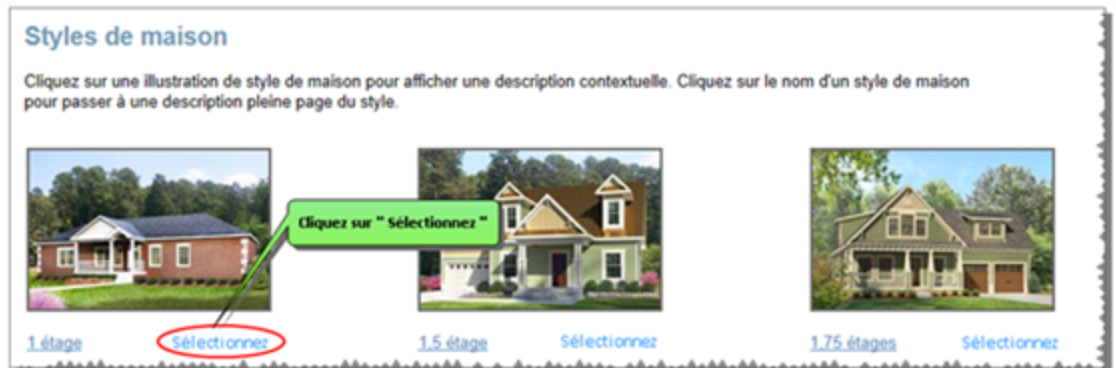 Styles de maison
Cliquez sur une illustration de style de maison pour afficher une description contextuelle. Cliquez sur le nom d'un style de maison
pour passer à une description pleine page du style.
Cliquez sur " Sélectionnez "
1 étage Sélectionnez 1,5 étage Sélectionnez 1,75 étages Sélectionnez